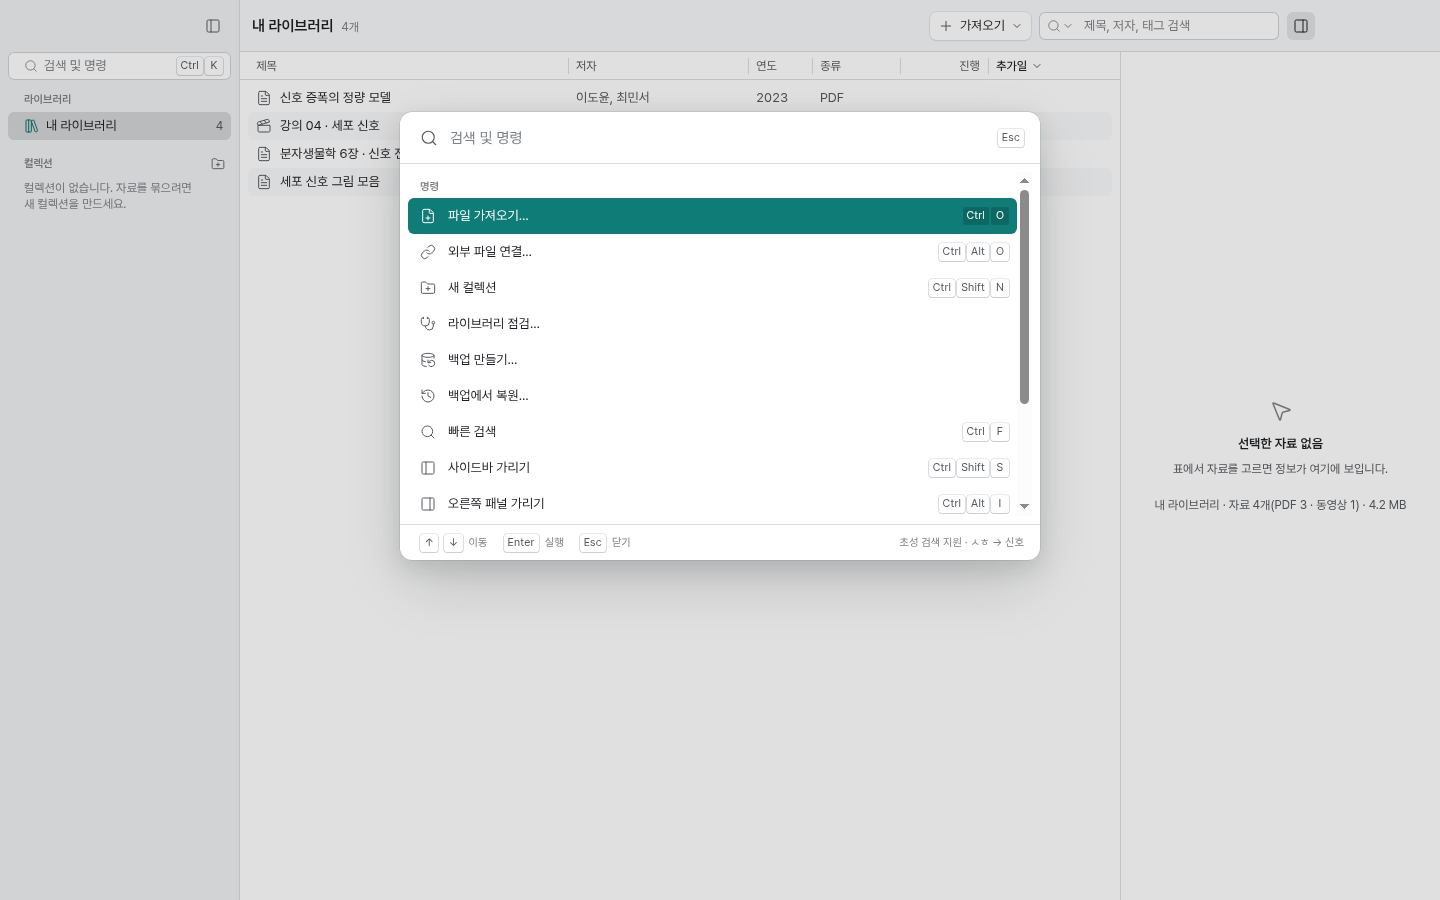 내 라이브러리 4개
가져오기
제목, 저자, 태그 검색
검색 및 명령 Ctrl K
라이브러리
내 라이브러리 4
컬렉션
컬렉션이 없습니다. 자료를 묶으려면
새 컬렉션을 만드세요.
제목 저자 연도 종류 진행 추가일
신호 증폭의 정량 모델 이도윤, 최민서 2023 PDF
강의 04 · 세포 신호
분자생물학 6장 · 신호
세포 신호 그림 모음
검색 및 명령 Esc
명령
파일 가져오기... Ctrl O
외부 파일 연결... Ctrl Alt O
새 컬렉션 Ctrl Shift N
라이브러리 점검...
백업 만들기...
백업에서 복원...
빠른 검색 Ctrl F
사이드바 가리기 Ctrl Shift S
오른쪽 패널 가리기 Ctrl Alt I
↑ ↓ 이동 Enter 실행 Esc 닫기
초성 검색 지원 · ㅅㅎ → 신호
선택한 자료 없음
표에서 자료를 고르면 정보가 여기에 보입니다.
내 라이브러리 · 자료 4개(PDF 3 · 동영상 1) · 4.2 MB